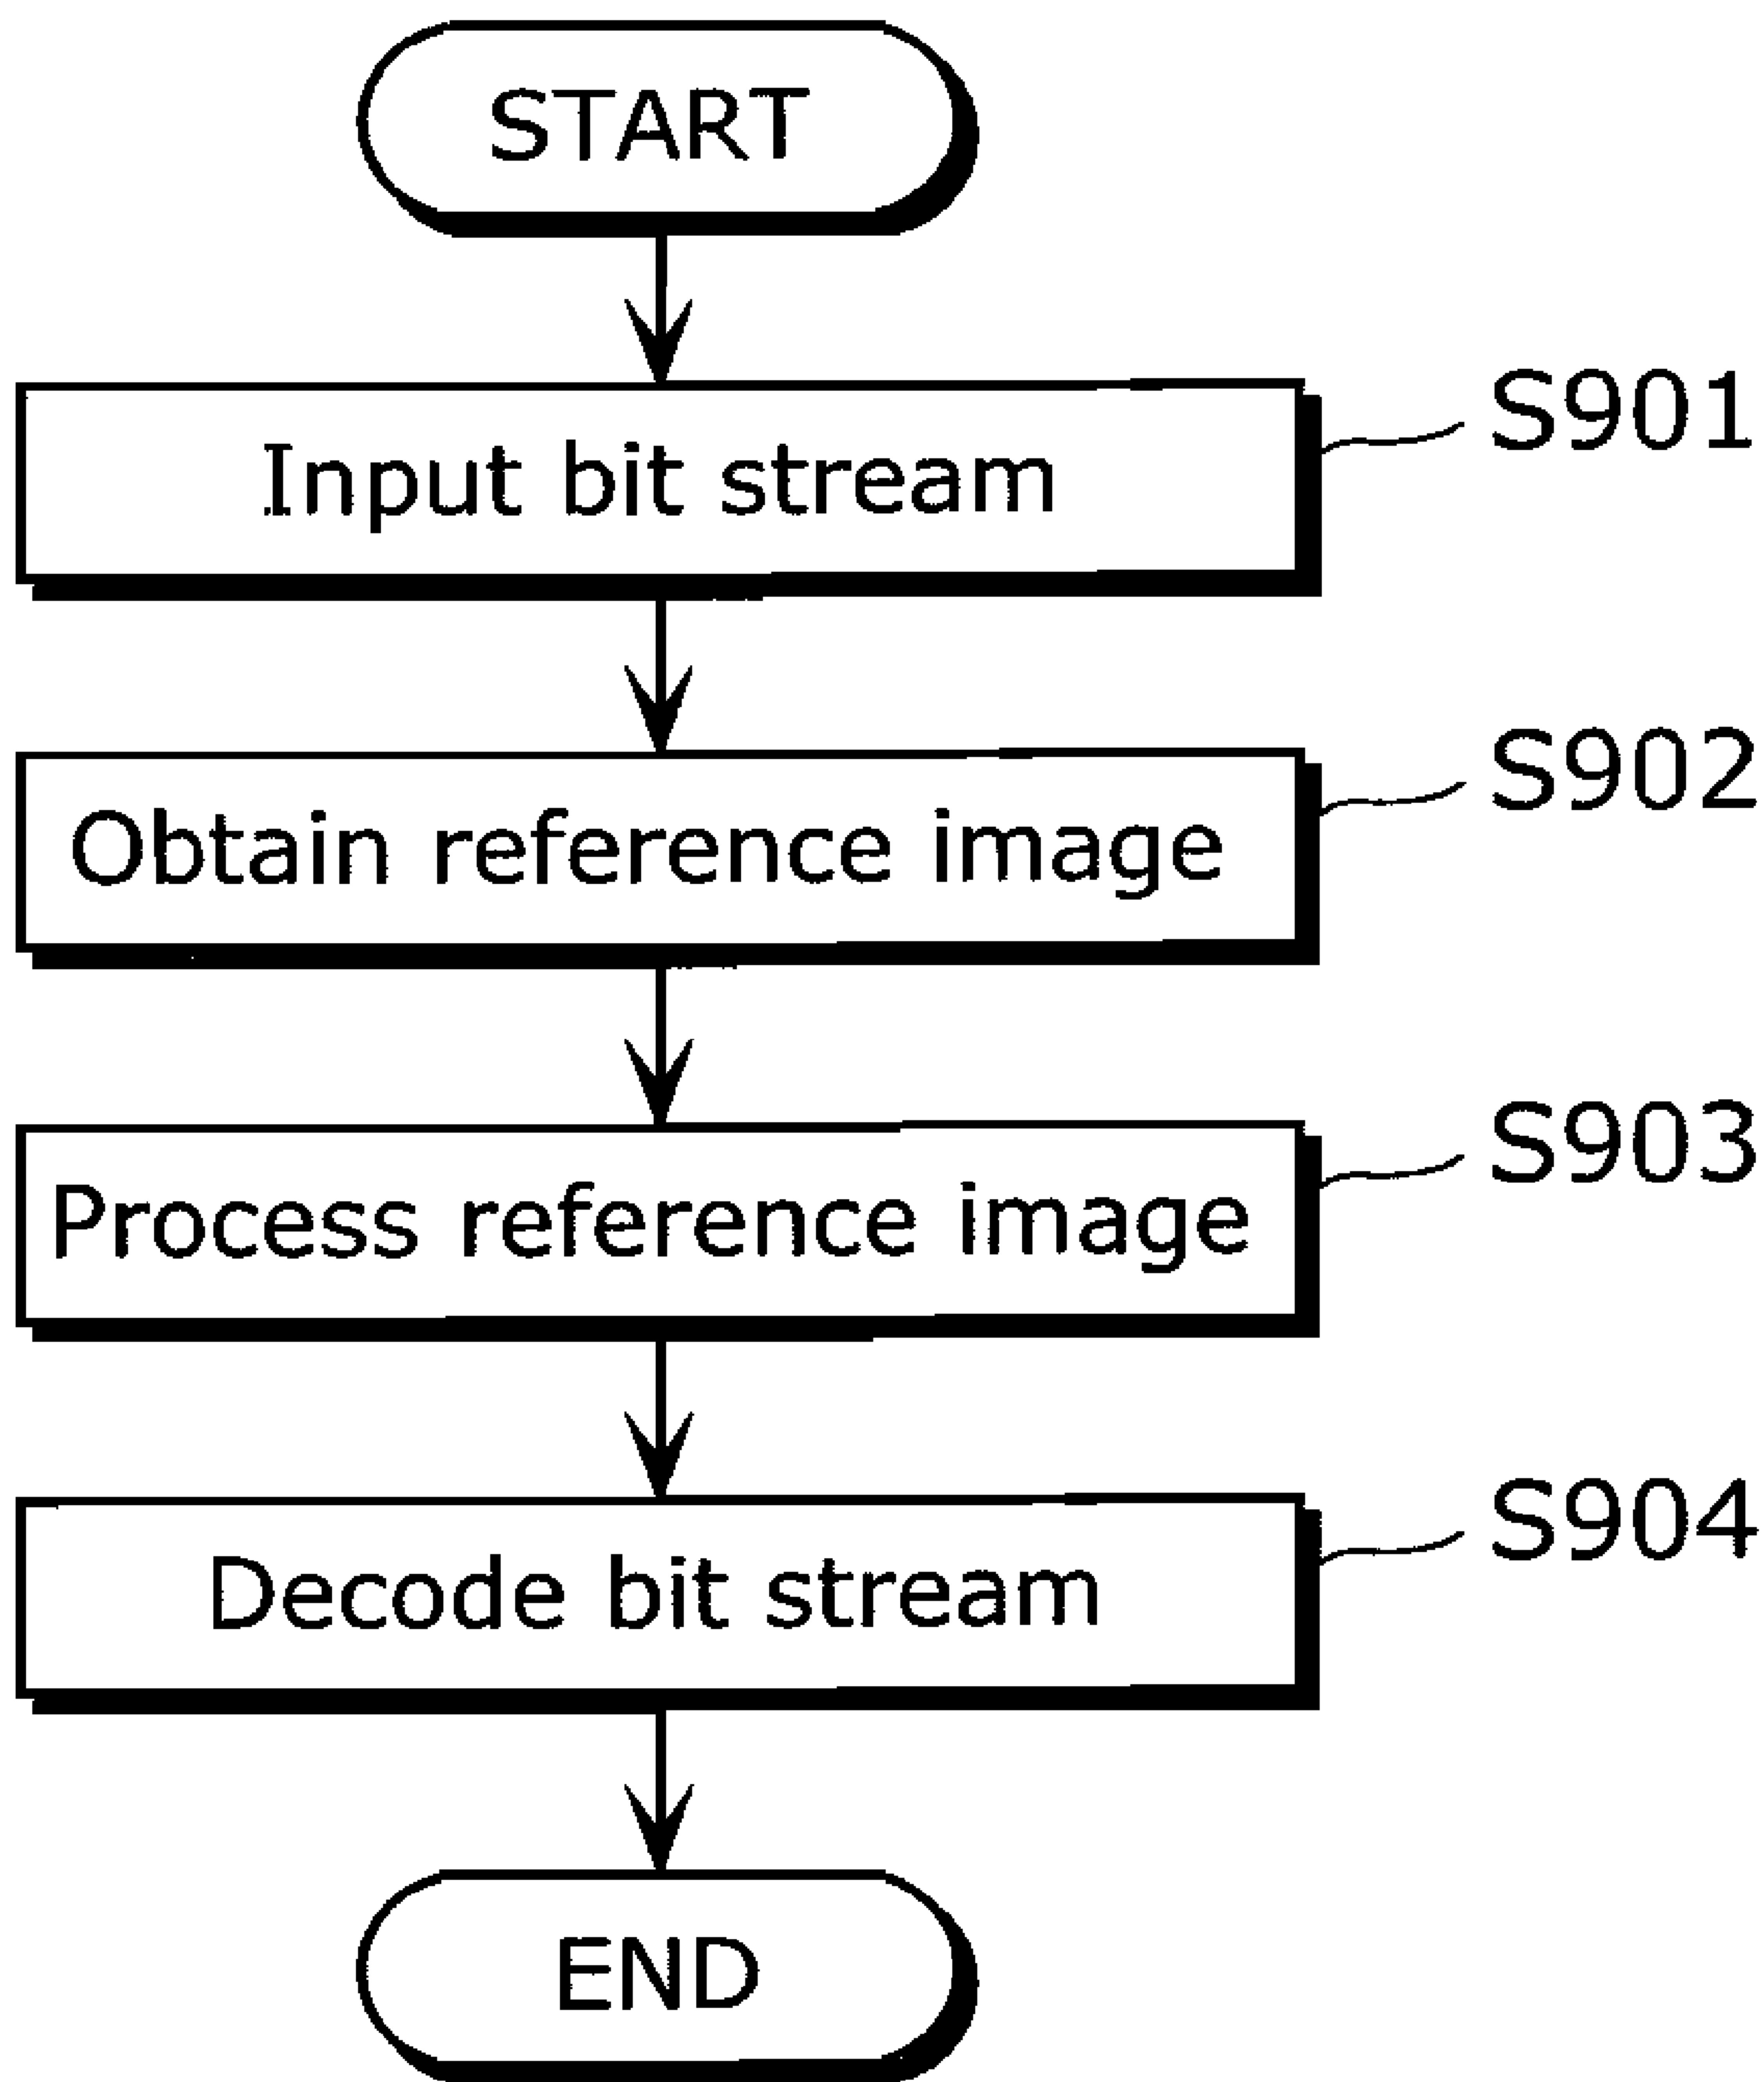 START
Input bit stream
S901
Obtain reference image
S902
Process reference image
S903
Decode bit stream
S904
END